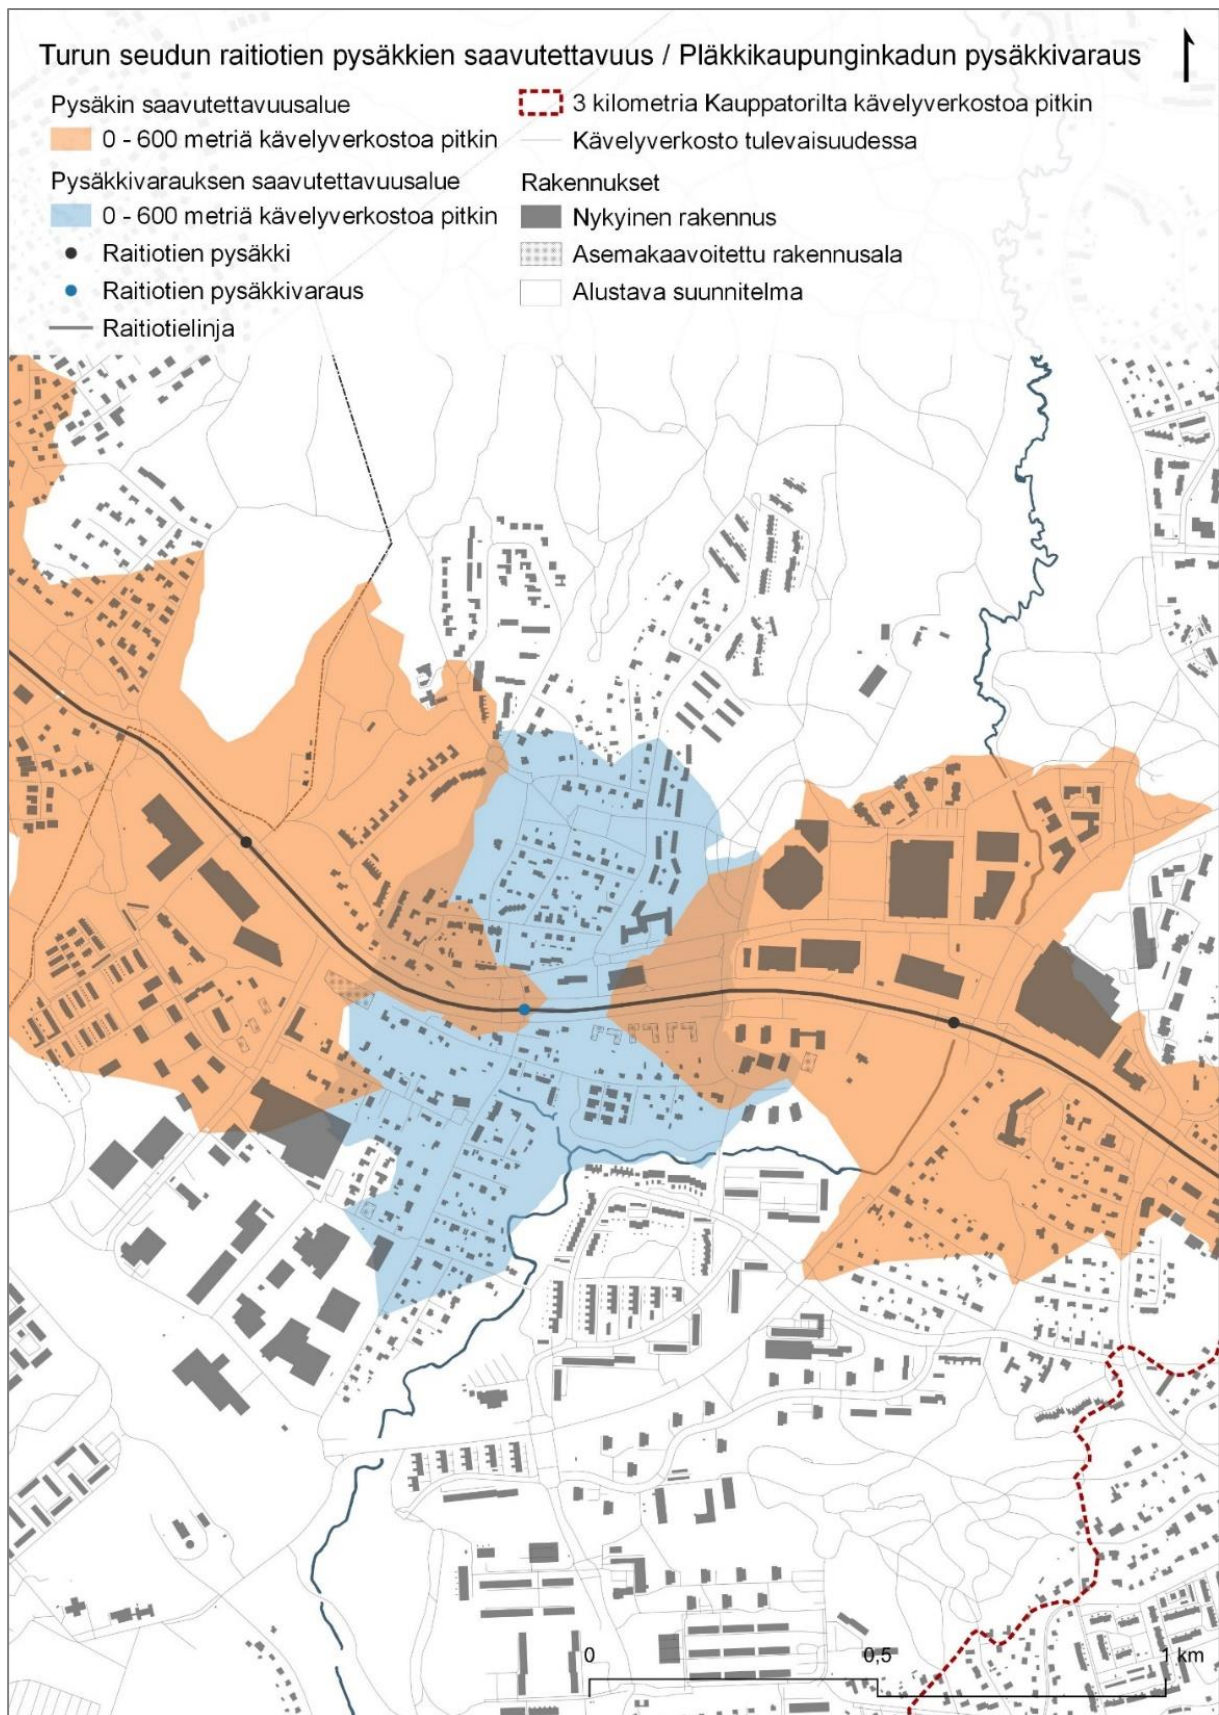 Turun seudun raitiotien pysäkkien saavutettavuus / Pläkkikaupunginkadun pysäkkivaraus
Pysäkin saavutettavuusalue
0 - 600 metriä kävelyverkostoa pitkin
Pysäkkivarauksen saavutettavuusalue
0 - 600 metriä kävelyverkostoa pitkin
Raitiotien pysäkki
Raitiotien pysäkkivaraus
Raitiotielinja
3 kilometria Kauppatorilta kävelyverkostoa pitkin
Kävelyverkosto tulevaisuudessa
Rakennukset
Nykyinen rakennus
Asemakaavoitettu rakennusala
Alustava suunnitelma
0
0,5
1 km